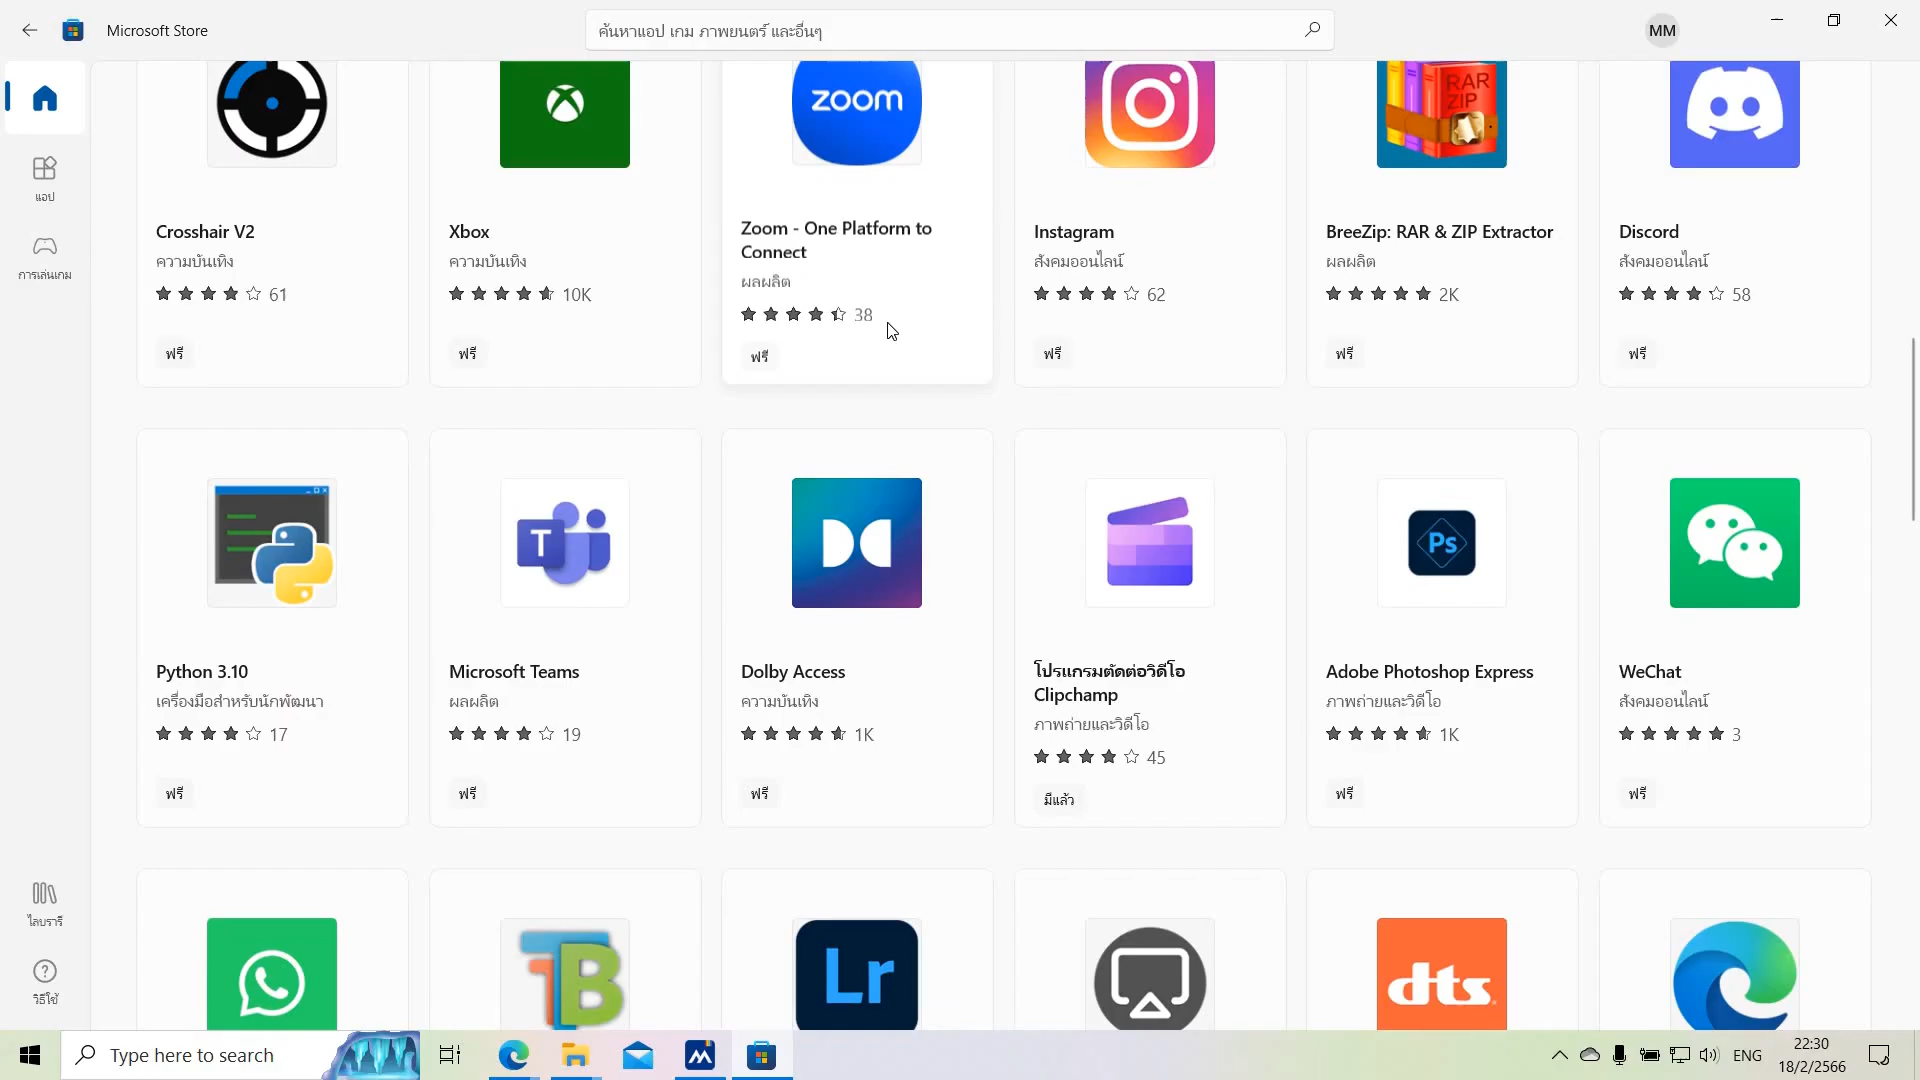 Microsoft Store
ค้นหาแอป เกม ภาพยนตร์ และอื่นๆ
MM
แอป
การเล่นเกม
ไลบรารี
วิธีใช้
zoom
RAR
ZIP
Crosshair V2
ความบันเทิง
61
ฟรี
Xbox
ความบันเทิง
10K
ฟรี
Zoom - One Platform to
Connect
ผลผลิต
38
ฟรี
Instagram
สังคมออนไลน์
62
ฟรี
BreeZip: RAR & ZIP Extractor
ผลผลิต
2K
ฟรี
Discord
สังคมออนไลน์
58
ฟรี
Python 3.10
เครื่องมือสำหรับนักพัฒนา
17
ฟรี
T
Microsoft Teams
ผลผลิต
19
ฟรี
Dolby Access
ความบันเทิง
1K
ฟรี
โปรแกรมตัดต่อวิดีโอ
Clipchamp
ภาพถ่ายและวิดีโอ
45
มีแล้ว
Ps
Adobe Photoshop Express
ภาพถ่ายและวิดีโอ
1K
ฟรี
WeChat
สังคมออนไลน์
3
ฟรี
TB
Lr
dts
Type here to search
ENG
22:30
18/2/2566